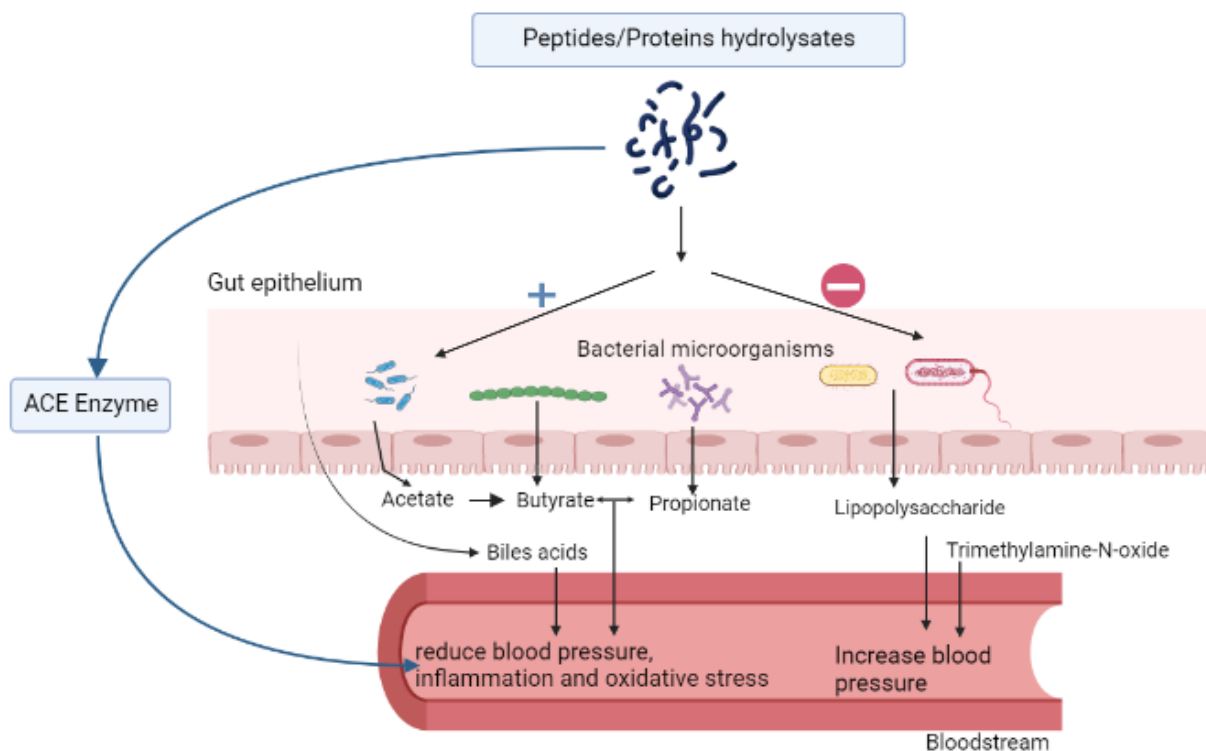 Peptides/Proteins hydrolysates
Gut epithelium
+
Bacterial microorganisms
ACE Enzyme
Acetate
Butyrate
Propionate
Lipopolysaccharide
Biles acids
Trimethylamine-N-oxide
reduce blood pressure,
inflammation and oxidative stress
Increase blood
pressure
Bloodstream